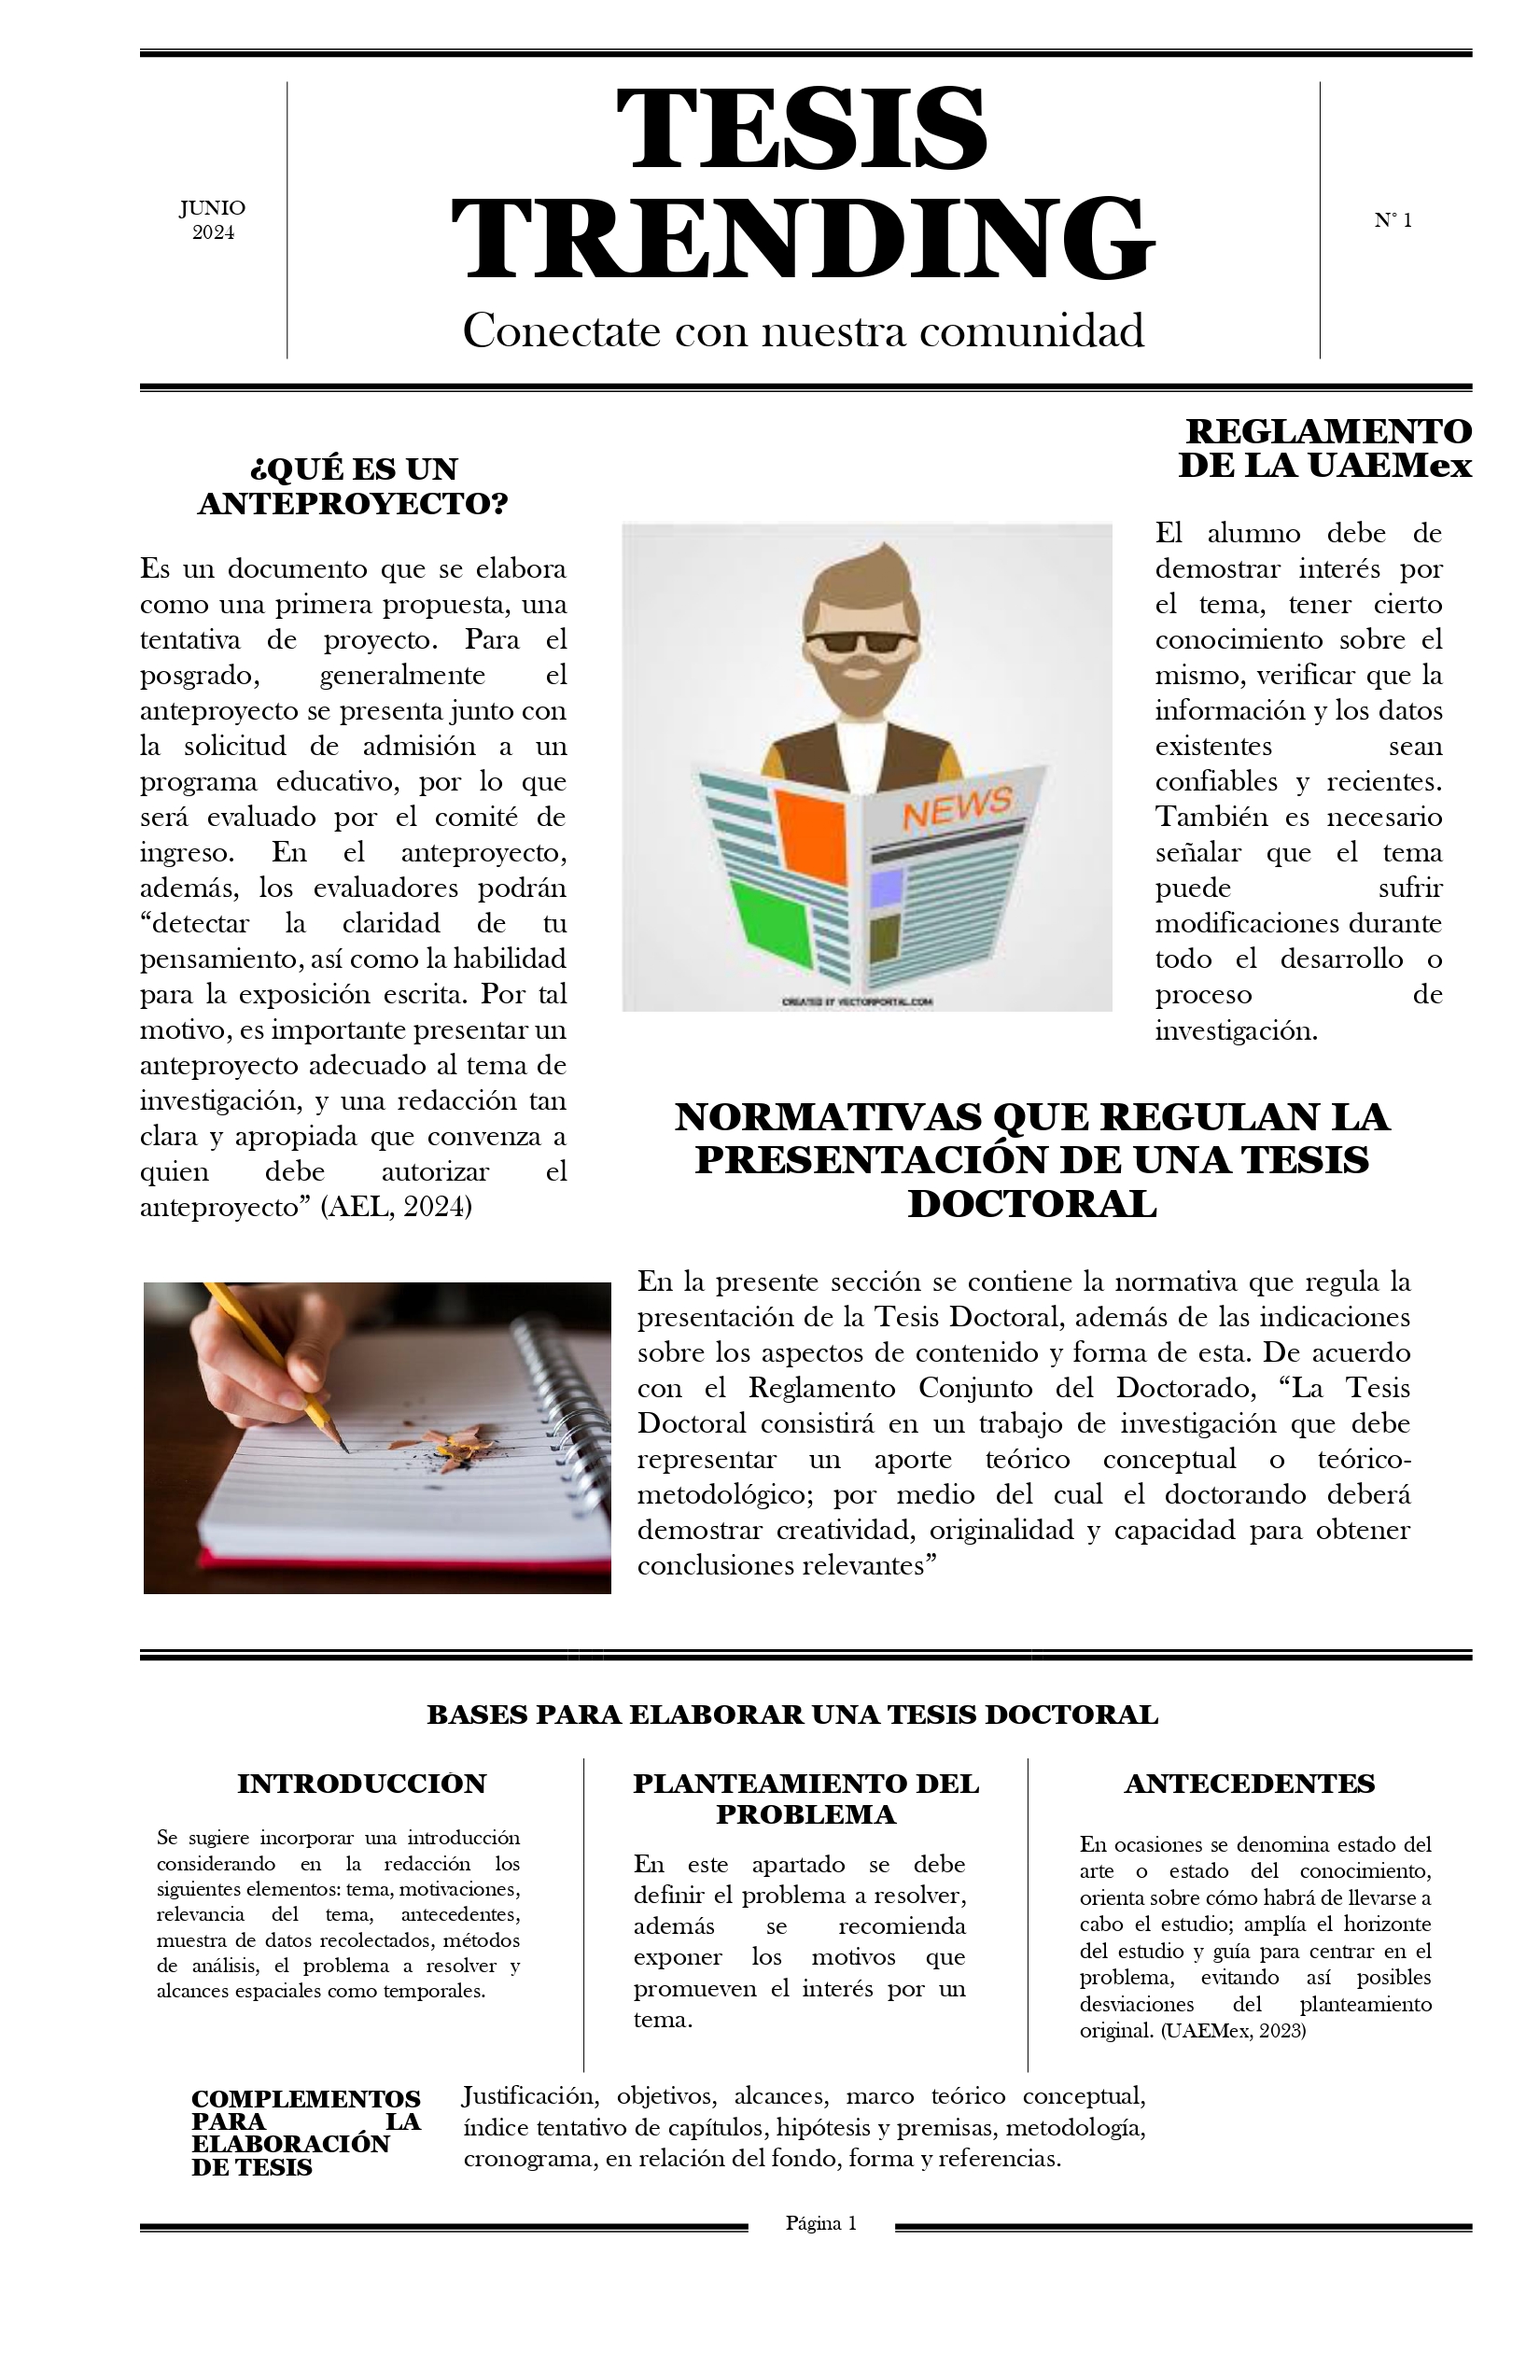 JUNIO
2024
TESIS
TRENDING
Conectate con nuestra comunidad
N° 1
¿QUÉ ES UN
ANTEPROYECTO?
Es un documento que se elabora
como una primera propuesta, una
tentativa de proyecto. Para el
posgrado, generalmente el
anteproyecto se presenta junto con
la solicitud de admisión a un
programa educativo, por lo que
será evaluado por el comité de
ingreso. En el anteproyecto,
además, los evaluadores podrán
“detectar la claridad de tu
pensamiento, así como la habilidad
para la exposición escrita. Por tal
motivo, es importante presentar un
anteproyecto adecuado al tema de
investigación, y una redacción tan
clara y apropiada que convenza a
quien debe autorizar el
anteproyecto” (AEL, 2024)
NEWS
CREATED BY VECTORPORTAL.COM
REGLAMENTO
DE LA UAEMex
El alumno debe de
demostrar interés por
el tema, tener cierto
conocimiento sobre el
mismo, verificar que la
información y los datos
existentes sean
confiables y recientes.
También es necesario
señalar que el tema
puede sufrir
modificaciones durante
todo el desarrollo o
proceso de
investigación.
NORMATIVAS QUE REGULAN LA
PRESENTACIÓN DE UNA TESIS
DOCTORAL
En la presente sección se contiene la normativa que regula la
presentación de la Tesis Doctoral, además de las indicaciones
sobre los aspectos de contenido y forma de esta. De acuerdo
con el Reglamento Conjunto del Doctorado, “La Tesis
Doctoral consistirá en un trabajo de investigación que debe
representar un aporte teórico conceptual o teórico-
metodológico; por medio del cual el doctorando deberá
demostrar creatividad, originalidad y capacidad para obtener
conclusiones relevantes”
BASES PARA ELABORAR UNA TESIS DOCTORAL
INTRODUCCIÓN
Se sugiere incorporar una introducción
considerando en la redacción los
siguientes elementos: tema, motivaciones,
relevancia del tema, antecedentes,
muestra de datos recolectados, métodos
de análisis, el problema a resolver y
alcances espaciales como temporales.
PLANTEAMIENTO DEL
PROBLEMA
En este apartado se debe
definir el problema a resolver,
además se recomienda
exponer los motivos que
promueven el interés por un
tema.
ANTECEDENTES
En ocasiones se denomina estado del
arte o estado del conocimiento,
orienta sobre cómo habrá de llevarse a
cabo el estudio; amplía el horizonte
del estudio y guía para centrar en el
problema, evitando así posibles
desviaciones del planteamiento
original. (UAEMex, 2023)
COMPLEMENTOS
PARA LA
ELABORACIÓN
DE TESIS
Justificación, objetivos, alcances, marco teórico conceptual,
índice tentativo de capítulos, hipótesis y premisas, metodología,
cronograma, en relación del fondo, forma y referencias.
Página 1